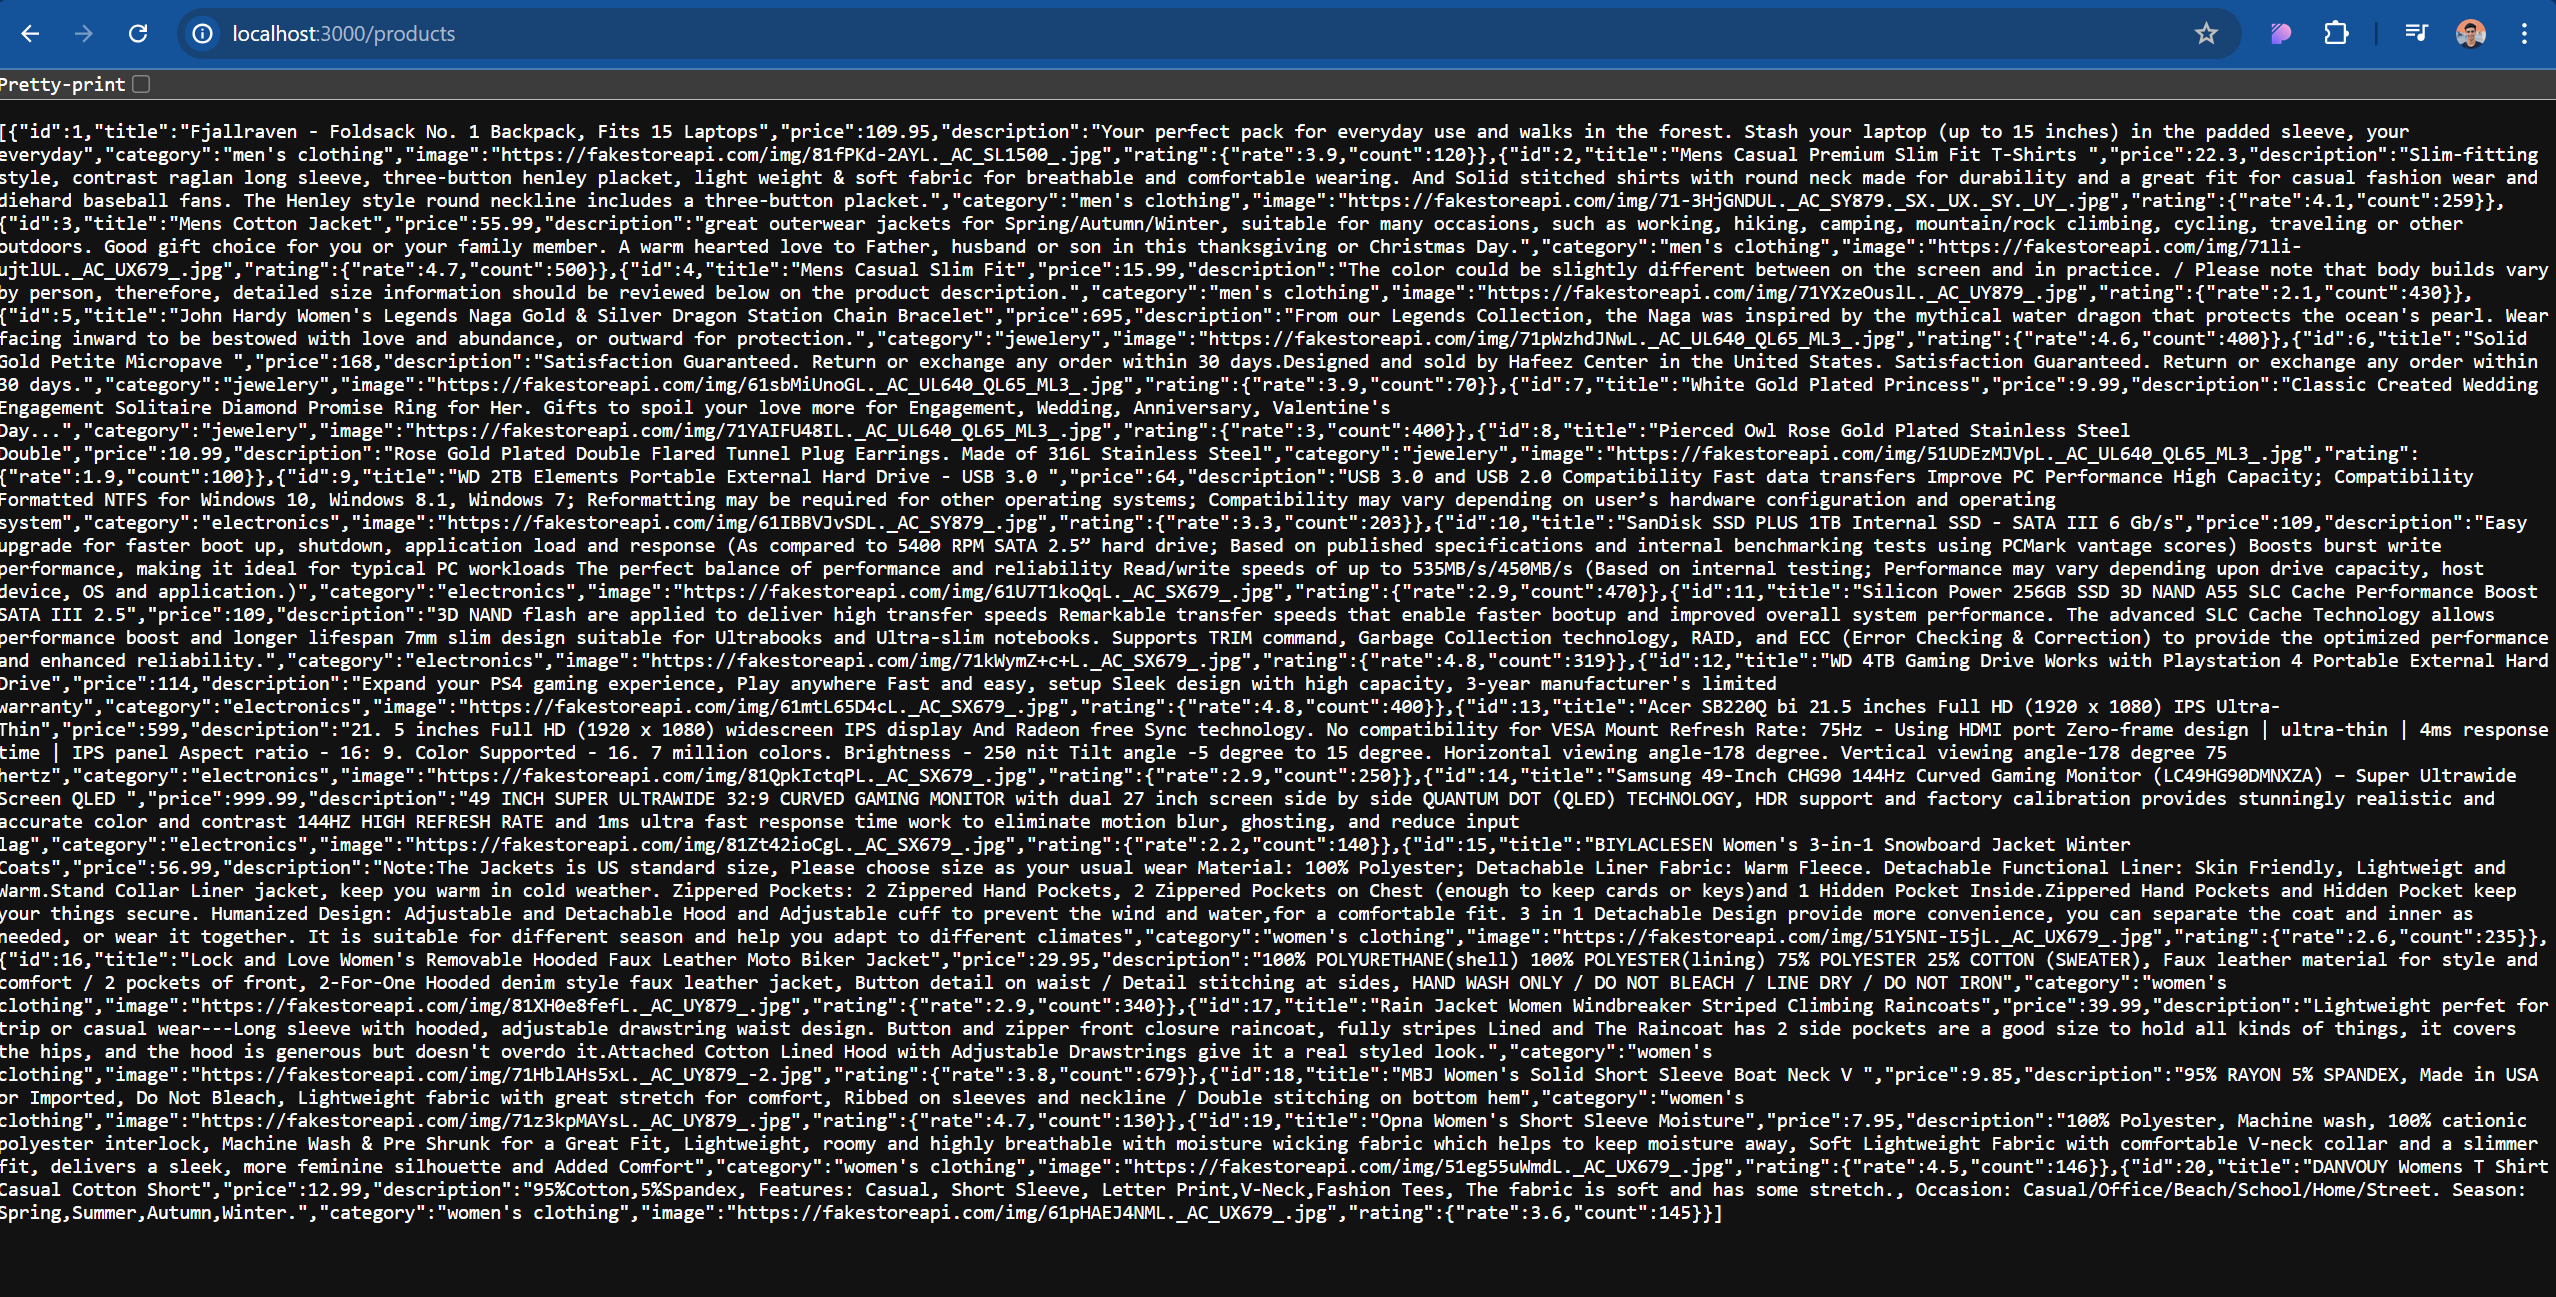 localhost:3000/products
Pretty-print
[{"id":1,"title":"Fjallraven - Foldsack No. 1 Backpack, Fits 15 Laptops","price":109.95,"description":"Your perfect pack for everyday use and walks in the forest. Stash your laptop (up to 15 inches) in the padded sleeve, your
everyday","category":"men's clothing","image":"https://fakestoreapi.com/img/81fPKd-2AYL._AC_SL1500_.jpg","rating":{"rate":3.9,"count":120}},{"id":2,"title":"Mens Casual Premium Slim Fit T-Shirts ","price":22.3,"description":"Slim-fitting
style, contrast raglan long sleeve, three-button henley placket, light weight & soft fabric for breathable and comfortable wearing. And Solid stitched shirts with round neck made for durability and a great fit for casual fashion wear and
diehard baseball fans. The Henley style round neckline includes a three-button placket.","category":"men's clothing","image":"https://fakestoreapi.com/img/71-3HjGNDUL._AC_SY879._SX._UX._SY._UY_.jpg","rating":{"rate":4.1,"count":259}},
{"id":3,"title":"Mens Cotton Jacket","price":55.99,"description":"great outerwear jackets for Spring/Autumn/Winter, suitable for many occasions, such as working, hiking, camping, mountain/rock climbing, cycling, traveling or other
outdoors. Good gift choice for you or your family member. A warm hearted love to Father, husband or son in this thanksgiving or Christmas Day.","category":"men's clothing","image":"https://fakestoreapi.com/img/71li-
ujtlUL._AC_UX679_.jpg","rating":{"rate":4.7,"count":500}},{"id":4,"title":"Mens Casual Slim Fit","price":15.99,"description":"The color could be slightly different between on the screen and in practice. / Please note that body builds vary
by person, therefore, detailed size information should be reviewed below on the product description.","category":"men's clothing","image":"https://fakestoreapi.com/img/71YXzeOuslL._AC_UY879_.jpg","rating":{"rate":2.1,"count":430}},
{"id":5,"title":"John Hardy Women's Legends Naga Gold & Silver Dragon Station Chain Bracelet","price":695,"description":"From our Legends Collection, the Naga was inspired by the mythical water dragon that protects the ocean's pearl. Wear
facing inward to be bestowed with love and abundance, or outward for protection.","category":"jewelery","image":"https://fakestoreapi.com/img/71pWzhdJNwL._AC_UL640_QL65_ML3_.jpg","rating":{"rate":4.6,"count":400}},{"id":6,"title":"Solid
Gold Petite Micropave ","price":168,"description":"Satisfaction Guaranteed. Return or exchange any order within 30 days.Designed and sold by Hafeez Center in the United States. Satisfaction Guaranteed. Return or exchange any order within
30 days.","category":"jewelery","image":"https://fakestoreapi.com/img/61sbMiUnoGL._AC_UL640_QL65_ML3_.jpg","rating":{"rate":3.9,"count":70}},{"id":7,"title":"White Gold Plated Princess","price":9.99,"description":"Classic Created Wedding
Engagement Solitaire Diamond Promise Ring for Her. Gifts to spoil your love more for Engagement, Wedding, Anniversary, Valentine's
Day...","category":"jewelery","image":"https://fakestoreapi.com/img/71YAIFU48IL._AC_UL640_QL65_ML3_.jpg","rating":{"rate":3,"count":400}},{"id":8,"title":"Pierced Owl Rose Gold Plated Stainless Steel
Double","price":10.99,"description":"Rose Gold Plated Double Flared Tunnel Plug Earrings. Made of 316L Stainless Steel","category":"jewelery","image":"https://fakestoreapi.com/img/51UDEzMJVpL._AC_UL640_QL65_ML3_.jpg","rating":
{"rate":1.9,"count":100}},{"id":9,"title":"WD 2TB Elements Portable External Hard Drive - USB 3.0 ","price":64,"description":"USB 3.0 and USB 2.0 Compatibility Fast data transfers Improve PC Performance High Capacity; Compatibility
Formatted NTFS for Windows 10, Windows 8.1, Windows 7; Reformatting may be required for other operating systems; Compatibility may vary depending on user’s hardware configuration and operating
system","category":"electronics","image":"https://fakestoreapi.com/img/61IBBVJvSDL._AC_SY879_.jpg","rating":{"rate":3.3,"count":203}},{"id":10,"title":"SanDisk SSD PLUS 1TB Internal SSD - SATA III 6 Gb/s","price":109,"description":"Easy
upgrade for faster boot up, shutdown, application load and response (As compared to 5400 RPM SATA 2.5” hard drive; Based on published specifications and internal benchmarking tests using PCMark vantage scores) Boosts burst write
performance, making it ideal for typical PC workloads The perfect balance of performance and reliability Read/write speeds of up to 535MB/s/450MB/s (Based on internal testing; Performance may vary depending upon drive capacity, host
device, OS and application.)","category":"electronics","image":"https://fakestoreapi.com/img/61U7T1koQqL._AC_SX679_.jpg","rating":{"rate":2.9,"count":470}},{"id":11,"title":"Silicon Power 256GB SSD 3D NAND A55 SLC Cache Performance Boost
SATA III 2.5","price":109,"description":"3D NAND flash are applied to deliver high transfer speeds Remarkable transfer speeds that enable faster bootup and improved overall system performance. The advanced SLC Cache Technology allows
performance boost and longer lifespan 7mm slim design suitable for Ultrabooks and Ultra-slim notebooks. Supports TRIM command, Garbage Collection technology, RAID, and ECC (Error Checking & Correction) to provide the optimized performance
and enhanced reliability.","category":"electronics","image":"https://fakestoreapi.com/img/71kWymZ+c+L._AC_SX679_.jpg","rating":{"rate":4.8,"count":319}},{"id":12,"title":"WD 4TB Gaming Drive Works with Playstation 4 Portable External Hard
Drive","price":114,"description":"Expand your PS4 gaming experience, Play anywhere Fast and easy, setup Sleek design with high capacity, 3-year manufacturer's limited
warranty","category":"electronics","image":"https://fakestoreapi.com/img/61mtL65D4cL._AC_SX679_.jpg","rating":{"rate":4.8,"count":400}},{"id":13,"title":"Acer SB220Q bi 21.5 inches Full HD (1920 x 1080) IPS Ultra-
Thin","price":599,"description":"21. 5 inches Full HD (1920 x 1080) widescreen IPS display And Radeon free Sync technology. No compatibility for VESA Mount Refresh Rate: 75Hz - Using HDMI port Zero-frame design | ultra-thin | 4ms response
time | IPS panel Aspect ratio - 16: 9. Color Supported - 16. 7 million colors. Brightness - 250 nit Tilt angle -5 degree to 15 degree. Horizontal viewing angle-178 degree. Vertical viewing angle-178 degree 75
hertz","category":"electronics","image":"https://fakestoreapi.com/img/81QpkIctqPL._AC_SX679_.jpg","rating":{"rate":2.9,"count":250}},{"id":14,"title":"Samsung 49-Inch CHG90 144Hz Curved Gaming Monitor (LC49HG90DMNXZA) – Super Ultrawide
Screen QLED ","price":999.99,"description":"49 INCH SUPER ULTRAWIDE 32:9 CURVED GAMING MONITOR with dual 27 inch screen side by side QUANTUM DOT (QLED) TECHNOLOGY, HDR support and factory calibration provides stunningly realistic and
accurate color and contrast 144HZ HIGH REFRESH RATE and 1ms ultra fast response time work to eliminate motion blur, ghosting, and reduce input
lag","category":"electronics","image":"https://fakestoreapi.com/img/81Zt42ioCgL._AC_SX679_.jpg","rating":{"rate":2.2,"count":140}},{"id":15,"title":"BIYLACLESEN Women's 3-in-1 Snowboard Jacket Winter
Coats","price":56.99,"description":"Note:The Jackets is US standard size, Please choose size as your usual wear Material: 100% Polyester; Detachable Liner Fabric: Warm Fleece. Detachable Functional Liner: Skin Friendly, Lightweigt and
Warm.Stand Collar Liner jacket, keep you warm in cold weather. Zippered Pockets: 2 Zippered Hand Pockets, 2 Zippered Pockets on Chest (enough to keep cards or keys)and 1 Hidden Pocket Inside.Zippered Hand Pockets and Hidden Pocket keep
your things secure. Humanized Design: Adjustable and Detachable Hood and Adjustable cuff to prevent the wind and water,for a comfortable fit. 3 in 1 Detachable Design provide more convenience, you can separate the coat and inner as
needed, or wear it together. It is suitable for different season and help you adapt to different climates","category":"women's clothing","image":"https://fakestoreapi.com/img/51Y5NI-I5jL._AC_UX679_.jpg","rating":{"rate":2.6,"count":235}},
{"id":16,"title":"Lock and Love Women's Removable Hooded Faux Leather Moto Biker Jacket","price":29.95,"description":"100% POLYURETHANE(shell) 100% POLYESTER(lining) 75% POLYESTER 25% COTTON (SWEATER), Faux leather material for style and
comfort / 2 pockets of front, 2-For-One Hooded denim style faux leather jacket, Button detail on waist / Detail stitching at sides, HAND WASH ONLY / DO NOT BLEACH / LINE DRY / DO NOT IRON","category":"women's
clothing","image":"https://fakestoreapi.com/img/81XH0e8fefL._AC_UY879_.jpg","rating":{"rate":2.9,"count":340}},{"id":17,"title":"Rain Jacket Women Windbreaker Striped Climbing Raincoats","price":39.99,"description":"Lightweight perfet for
trip or casual wear---Long sleeve with hooded, adjustable drawstring waist design. Button and zipper front closure raincoat, fully stripes Lined and The Raincoat has 2 side pockets are a good size to hold all kinds of things, it covers
the hips, and the hood is generous but doesn't overdo it.Attached Cotton Lined Hood with Adjustable Drawstrings give it a real styled look.","category":"women's
clothing","image":"https://fakestoreapi.com/img/71HblAHs5xL._AC_UY879_-2.jpg","rating":{"rate":3.8,"count":679}},{"id":18,"title":"MBJ Women's Solid Short Sleeve Boat Neck V ","price":9.85,"description":"95% RAYON 5% SPANDEX, Made in USA
or Imported, Do Not Bleach, Lightweight fabric with great stretch for comfort, Ribbed on sleeves and neckline / Double stitching on bottom hem","category":"women's
clothing","image":"https://fakestoreapi.com/img/71z3kpMAYsL._AC_UY879_.jpg","rating":{"rate":4.7,"count":130}},{"id":19,"title":"Opna Women's Short Sleeve Moisture","price":7.95,"description":"100% Polyester, Machine wash, 100% cationic
polyester interlock, Machine Wash & Pre Shrunk for a Great Fit, Lightweight, roomy and highly breathable with moisture wicking fabric which helps to keep moisture away, Soft Lightweight Fabric with comfortable V-neck collar and a slimmer
fit, delivers a sleek, more feminine silhouette and Added Comfort","category":"women's clothing","image":"https://fakestoreapi.com/img/51eg55uWmdL._AC_UX679_.jpg","rating":{"rate":4.5,"count":146}},{"id":20,"title":"DANVOUY Womens T Shirt
Casual Cotton Short","price":12.99,"description":"95%Cotton,5%Spandex, Features: Casual, Short Sleeve, Letter Print,V-Neck,Fashion Tees, The fabric is soft and has some stretch., Occasion: Casual/Office/Beach/School/Home/Street. Season:
Spring,Summer,Autumn,Winter.","category":"women's clothing","image":"https://fakestoreapi.com/img/61pHAEJ4NML._AC_UX679_.jpg","rating":{"rate":3.6,"count":145}}]